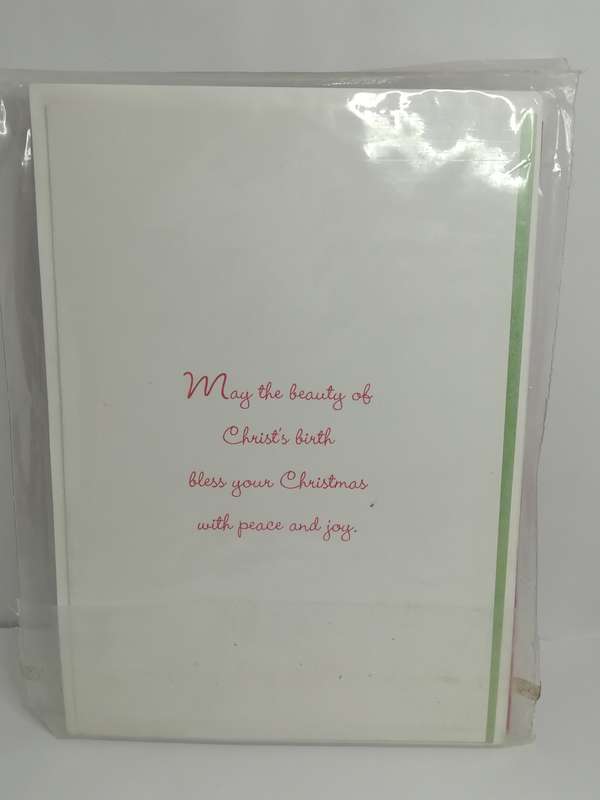 May the beauty of
Christ's birth
bless your Christmas
with peace and joy.